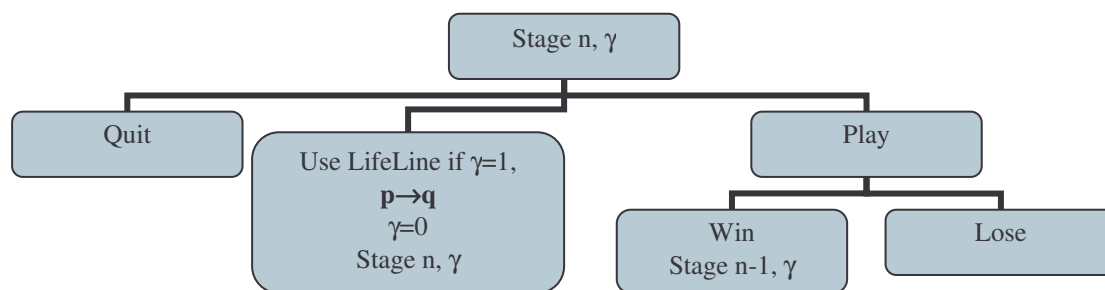 Stage n, γ
Quit
Use LifeLine if γ=1,
p→q
γ=0
Stage n, γ
Play
Win
Stage n-1, γ
Lose